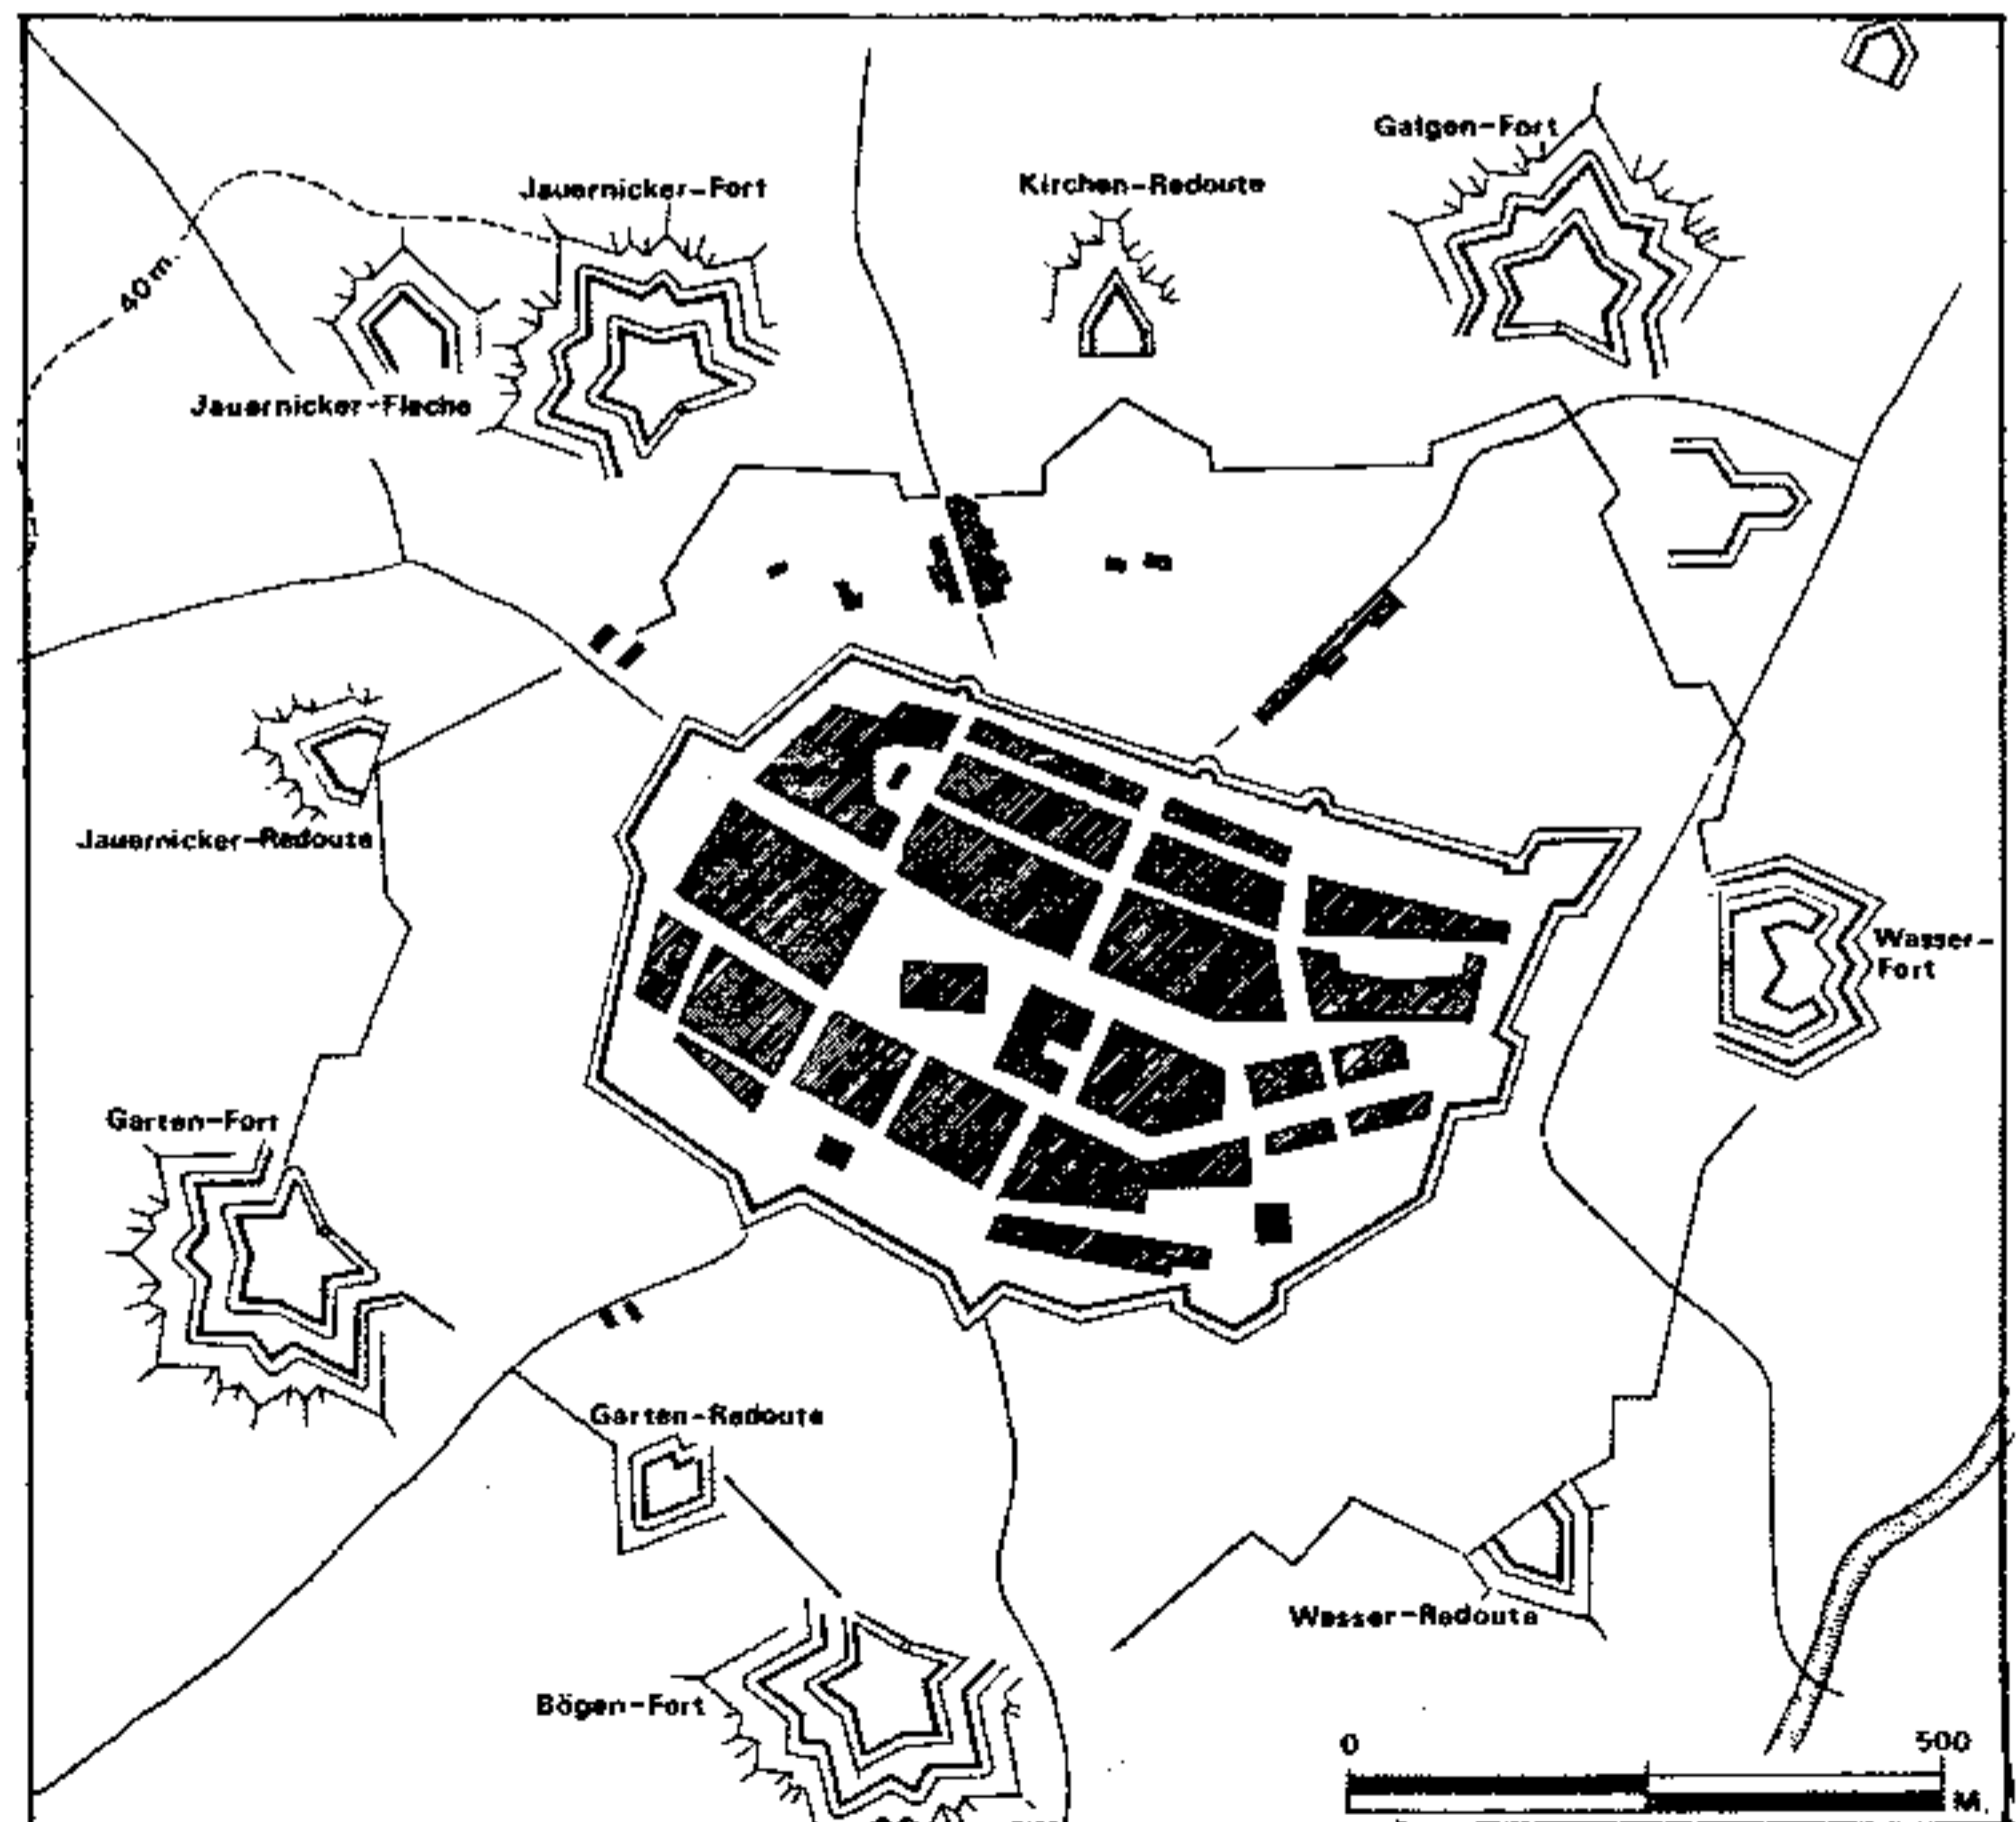 Galgen-Fort
Jauernicker-Fort
Kirchen-Redoute
40 m.
Jauernicker-Fleche
Jauernicker-Redoute
Wasser-
Fort
Garten-Fort
Garten-Redoute
Wasser-Redoute
Bögen-Fort
0 500
M.